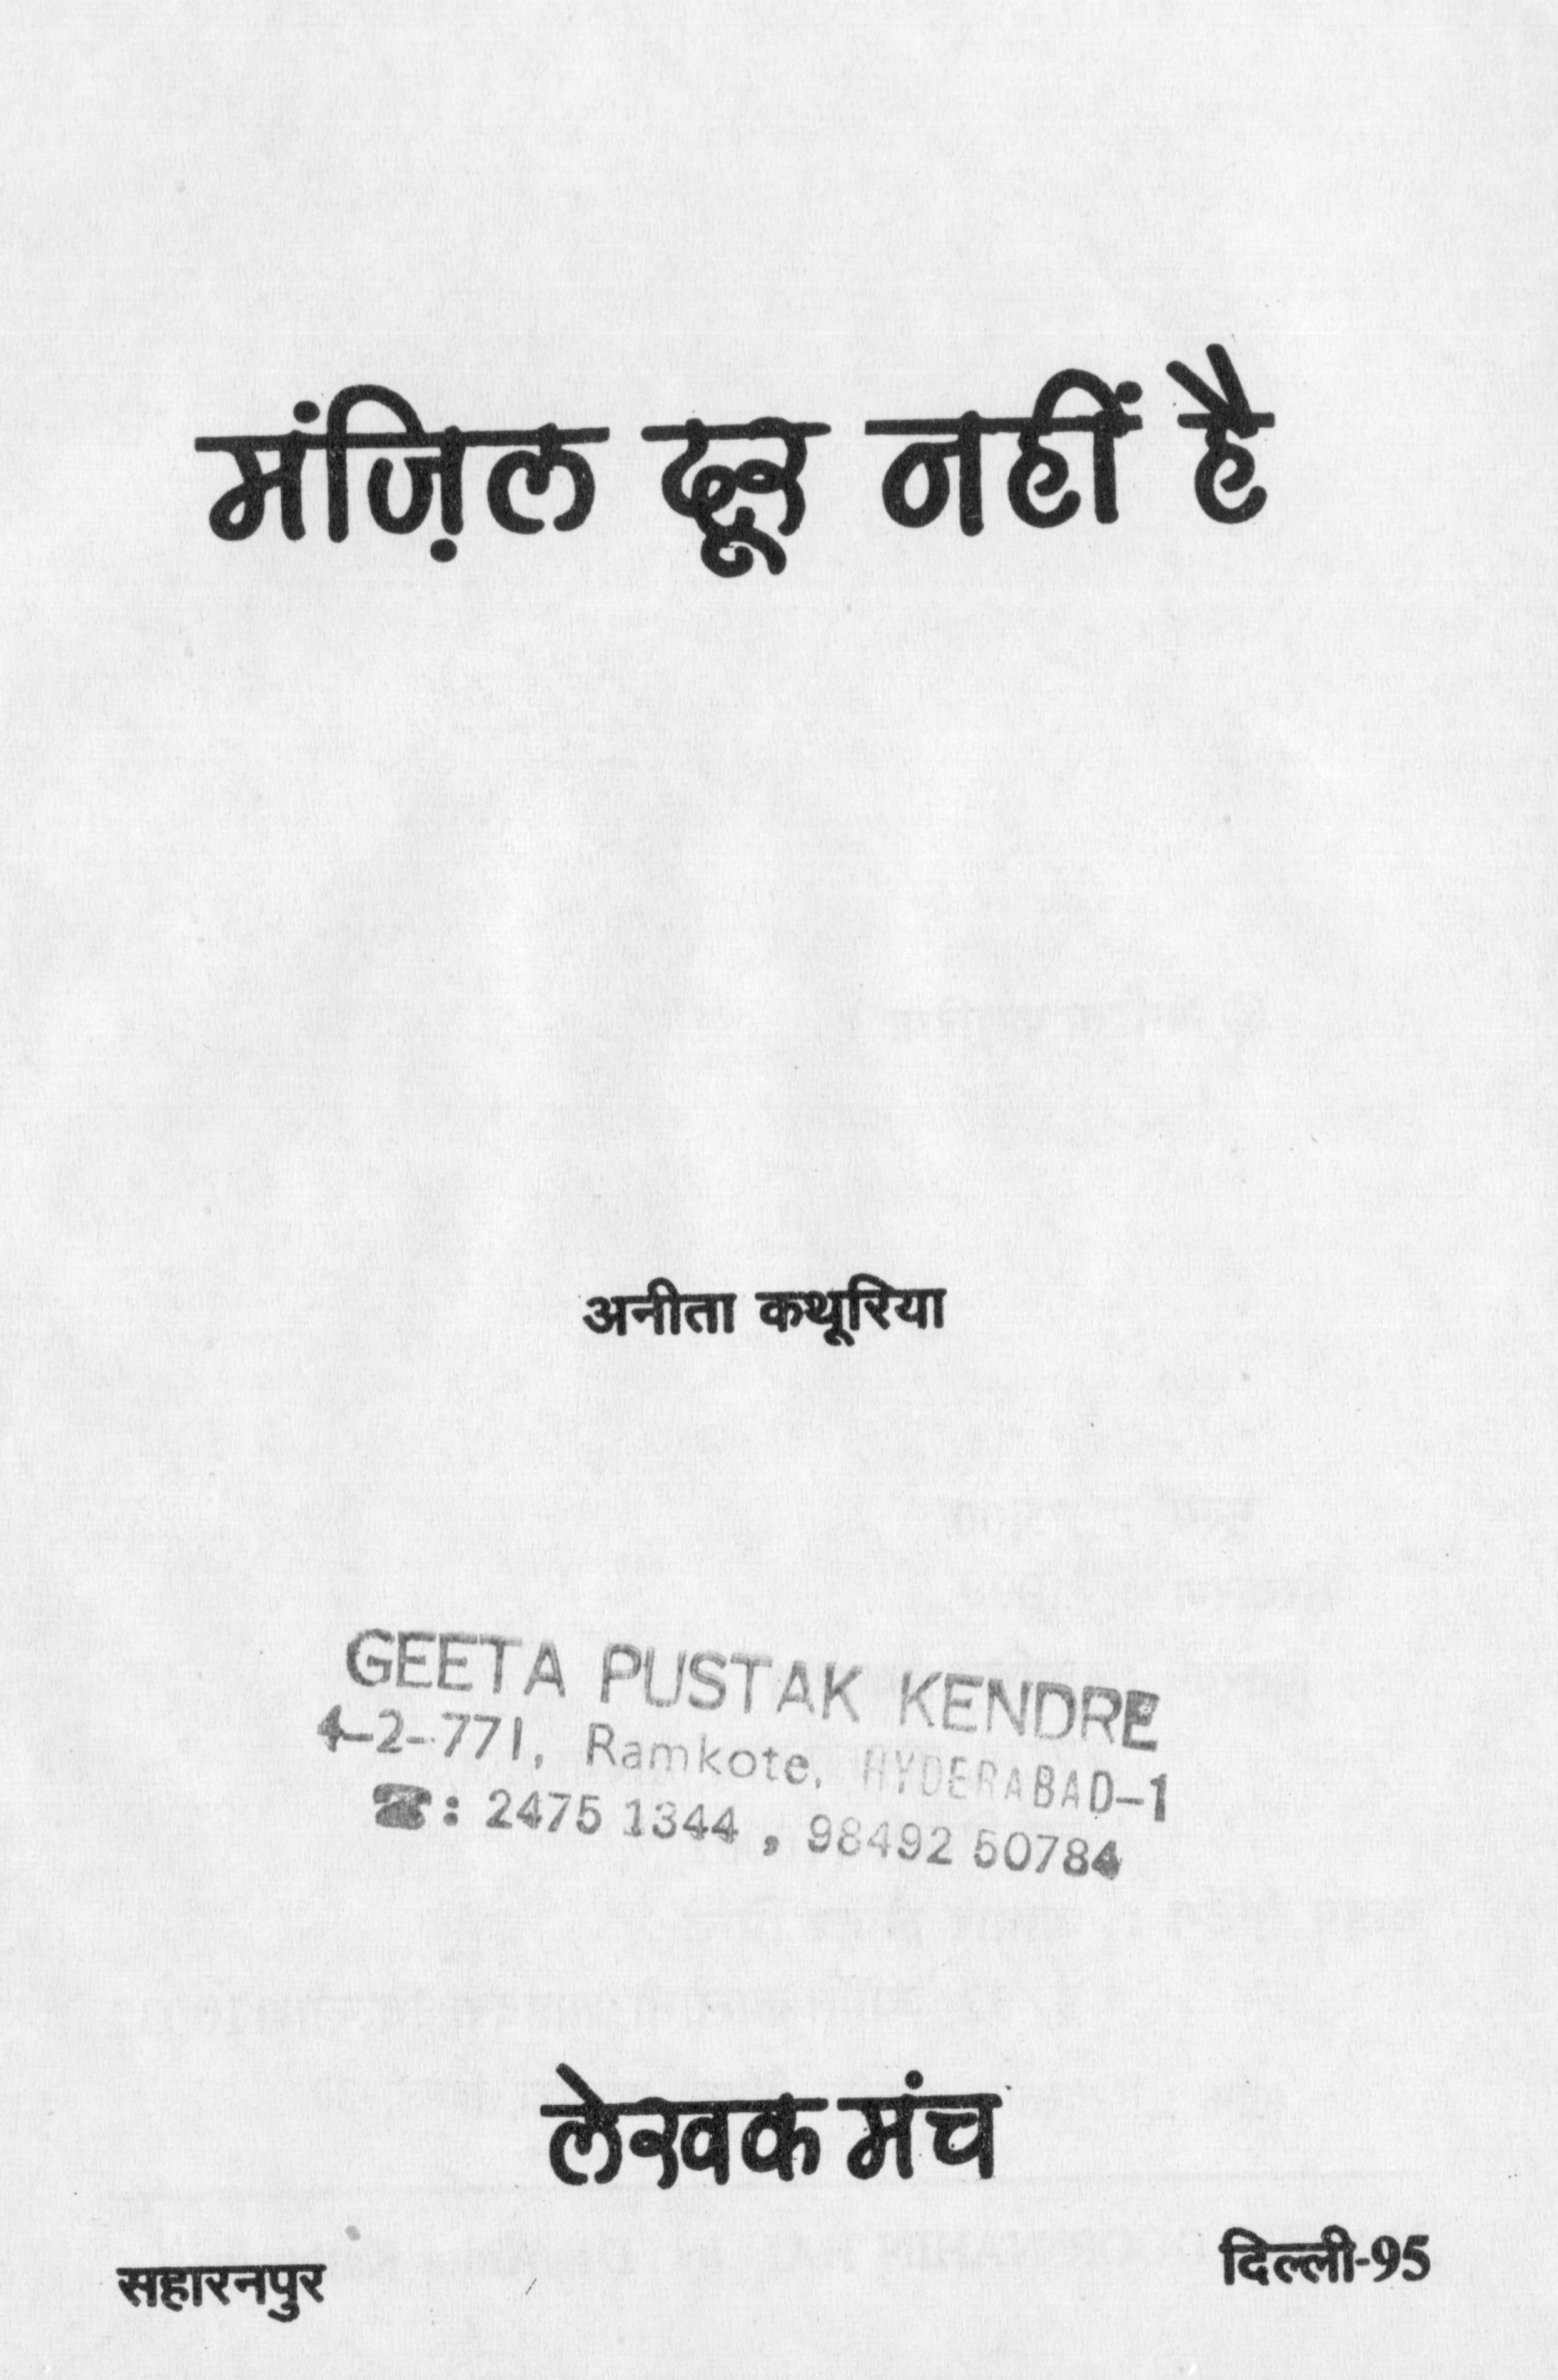 मंज़िल दूर नहीं है
अनीता कथूरिया
GEETA PUSTAK KENDRE
4-2-771, Ramkote, HYDERABAD-1
☎: 2475 1344 , 98492 50784
लेखक मंच
सहारनपुर दिल्ली-95